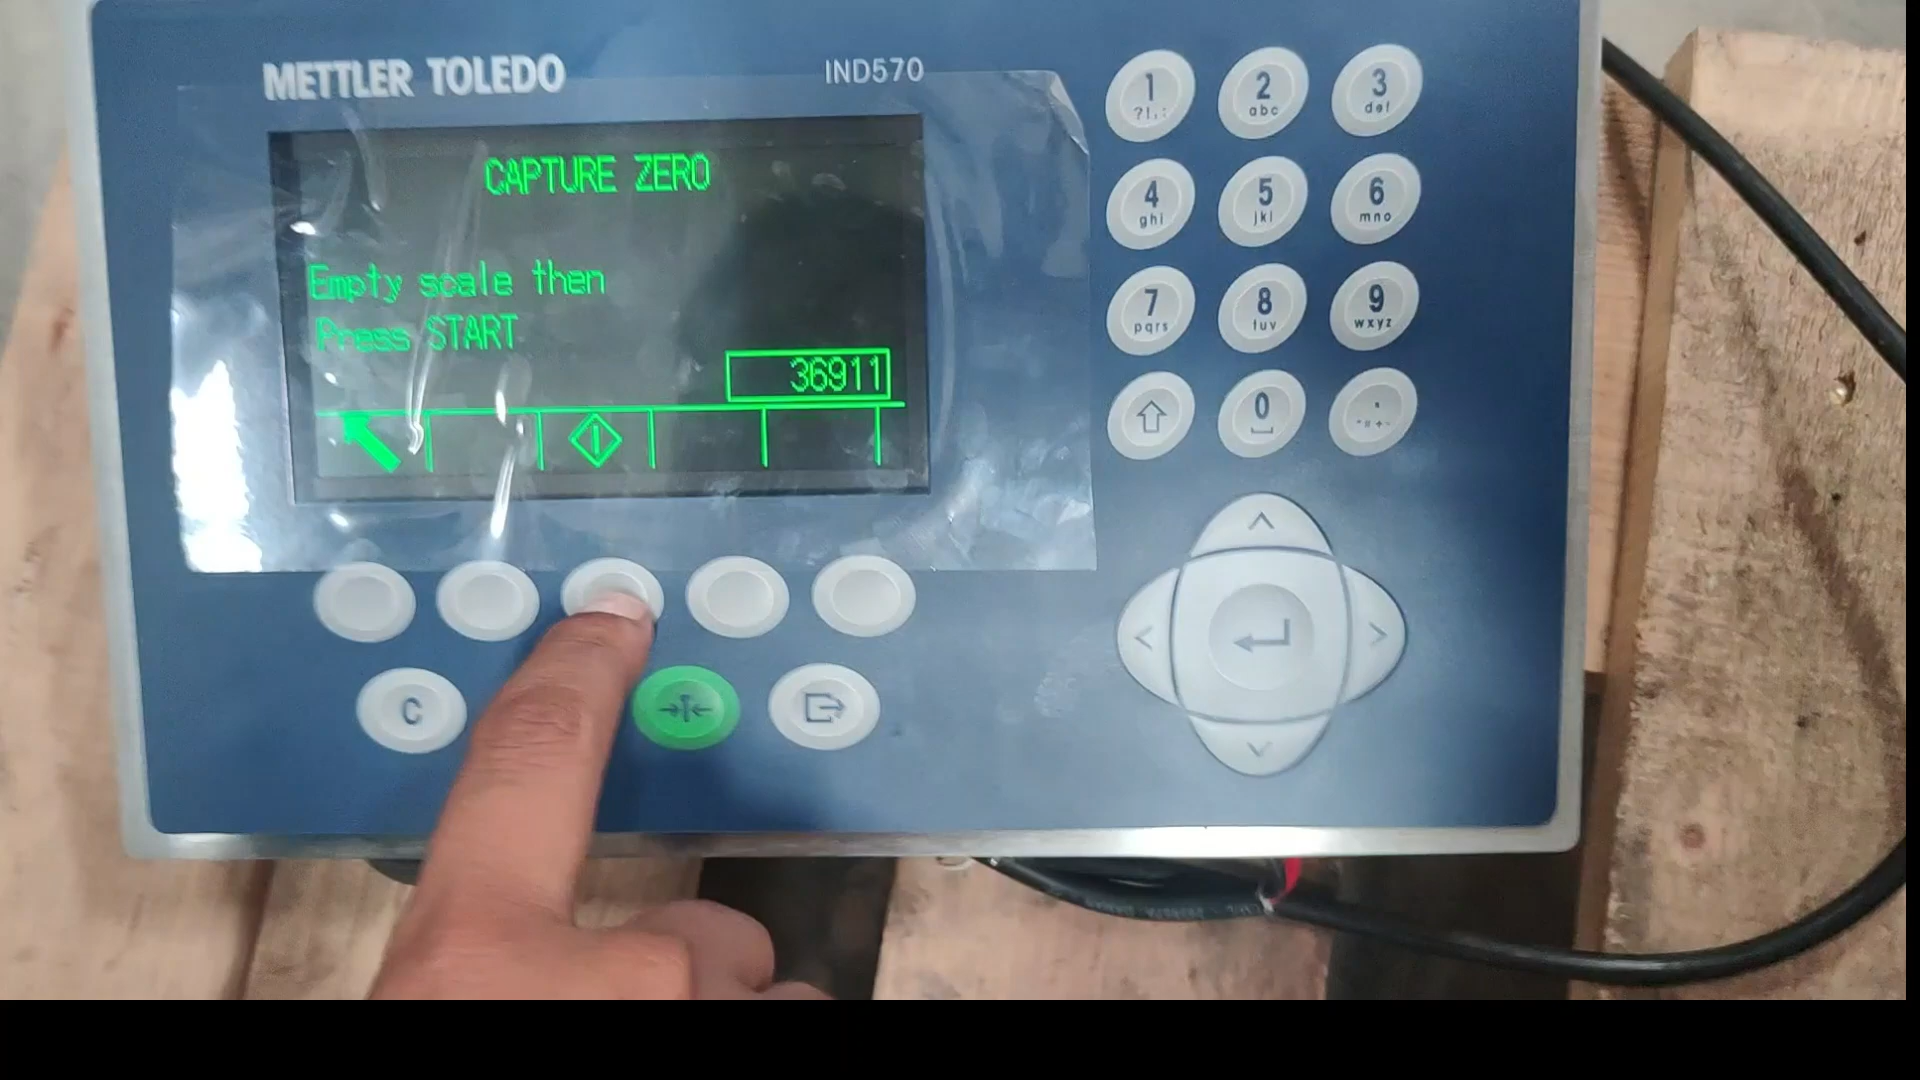 METTLER TOLEDO
IND570
CAPTURE ZERO
Empty scale then
Press START
36911
1
?!
2
abc
3
def
4
ghi
5
jkl
6
mno
7
pqrs
8
tuv
9
wxyz
0
C